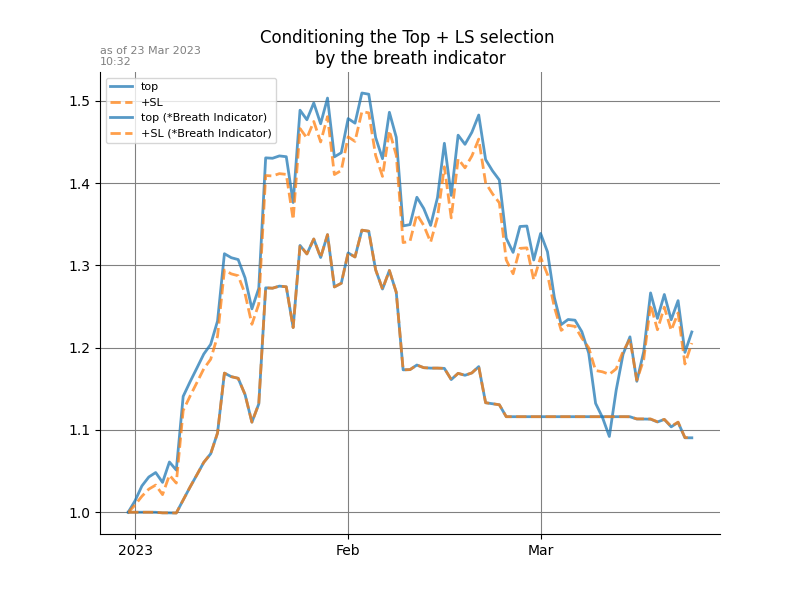 Conditioning the Top + LS selection
by the breath indicator
as of 23 Mar 2023
10:32
top
+SL
top (*Breath Indicator)
+SL (*Breath Indicator)
1.5
1.4
1.3
1.2
1.1
1.0
2023 Feb Mar